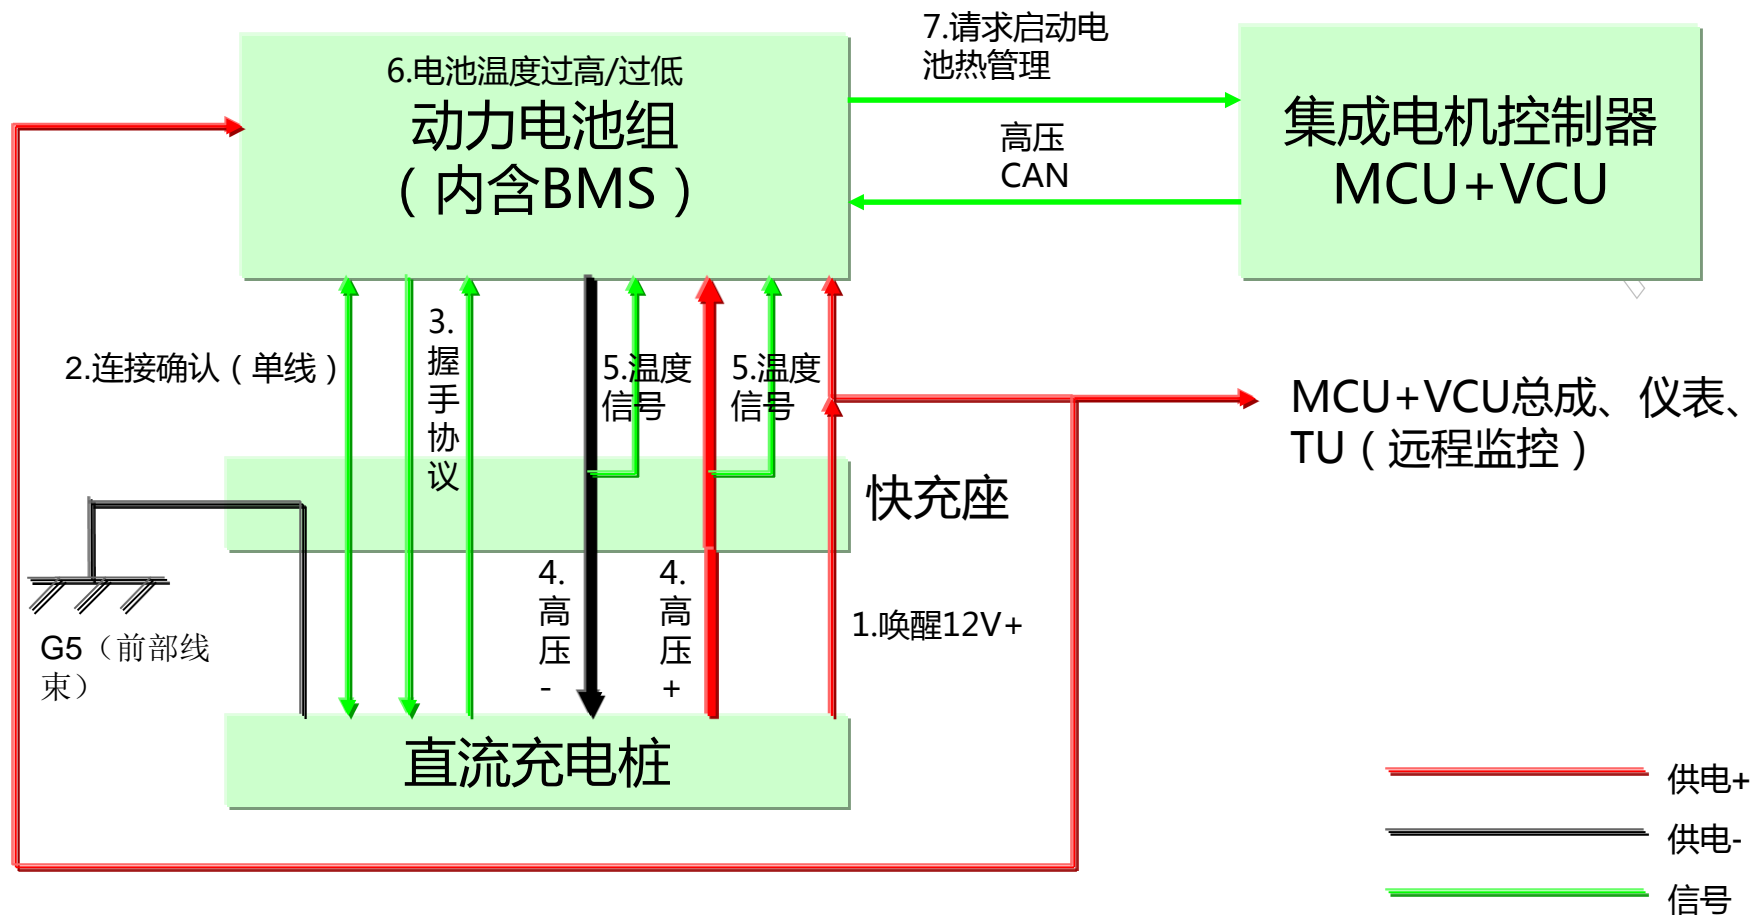 7.请求启动电
池热管理
6.电池温度过高/过低
动力电池组
（内含BMS）
高压
CAN
集成电机控制器
MCU+VCU
2.连接确认（单线）
3.
握
手
协
议
5.温度
信号
5.温度
信号
MCU+VCU总成、仪表、
TU（远程监控）
快充座
G5（前部线
束）
4.
高
压
-
4.
高
压
+
1.唤醒12V+
直流充电桩
供电+
供电-
信号